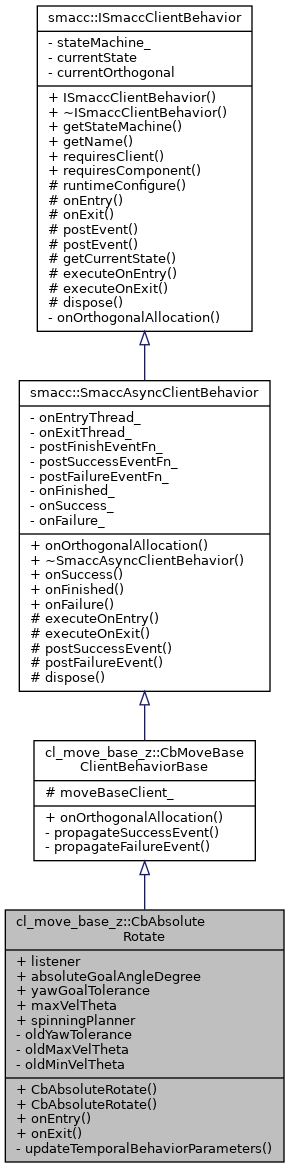 smacc::ISmaccClientBehavior
- stateMachine_
- currentState
- currentOrthogonal
+ ISmaccClientBehavior()
+ ~ISmaccClientBehavior()
+ getStateMachine()
+ getName()
+ requiresClient()
+ requiresComponent()
# runtimeConfigure()
# onEntry()
# onExit()
# postEvent()
# postEvent()
# getCurrentState()
# executeOnEntry()
# executeOnExit()
# dispose()
- onOrthogonalAllocation()
smacc::SmaccAsyncClientBehavior
- onEntryThread_
- onExitThread_
- postFinishEventFn_
- postSuccessEventFn_
- postFailureEventFn_
- onFinished_
- onSuccess_
- onFailure_
+ onOrthogonalAllocation()
+ ~SmaccAsyncClientBehavior()
+ onSuccess()
+ onFinished()
+ onFailure()
# executeOnEntry()
# executeOnExit()
# postSuccessEvent()
# postFailureEvent()
# dispose()
cl_move_base_z::CbMoveBase
ClientBehaviorBase
# moveBaseClient_
+ onOrthogonalAllocation()
- propagateSuccessEvent()
- propagateFailureEvent()
cl_move_base_z::CbAbsolute
Rotate
+ listener
+ absoluteGoalAngleDegree
+ yawGoalTolerance
+ maxVelTheta
+ spinningPlanner
- oldYawTolerance
- oldMaxVelTheta
- oldMinVelTheta
+ CbAbsoluteRotate()
+ CbAbsoluteRotate()
+ onEntry()
+ onExit()
- updateTemporalBehaviorParameters()